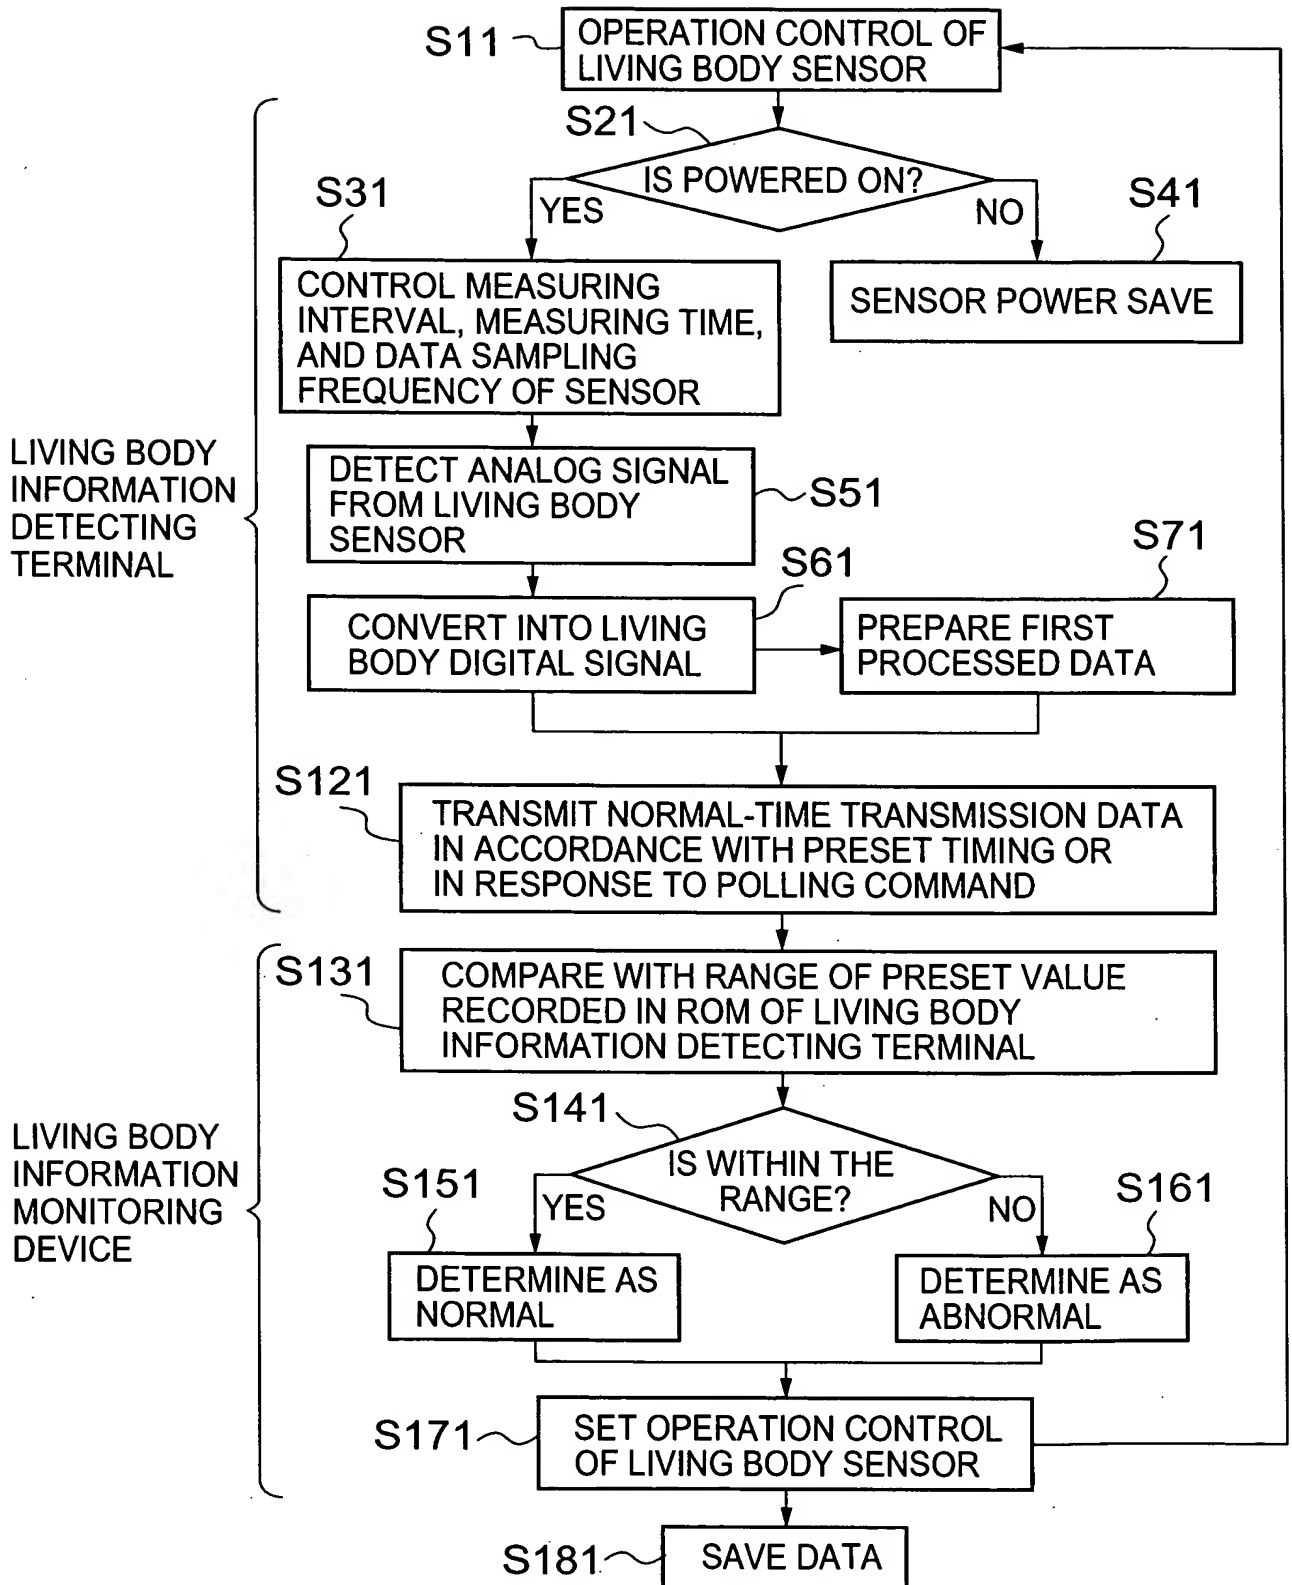 S11
OPERATION CONTROL OF
LIVING BODY SENSOR
S21
IS POWERED ON?
YES
NO
S31
CONTROL MEASURING
INTERVAL, MEASURING TIME,
AND DATA SAMPLING
FREQUENCY OF SENSOR
S41
SENSOR POWER SAVE
LIVING BODY
INFORMATION
DETECTING
TERMINAL
DETECT ANALOG SIGNAL
FROM LIVING BODY
SENSOR
S51
S61
CONVERT INTO LIVING
BODY DIGITAL SIGNAL
S71
PREPARE FIRST
PROCESSED DATA
S121
TRANSMIT NORMAL-TIME TRANSMISSION DATA
IN ACCORDANCE WITH PRESET TIMING OR
IN RESPONSE TO POLLING COMMAND
S131
COMPARE WITH RANGE OF PRESET VALUE
RECORDED IN ROM OF LIVING BODY
INFORMATION DETECTING TERMINAL
LIVING BODY
INFORMATION
MONITORING
DEVICE
S141
IS WITHIN THE
RANGE?
YES
NO
S151
DETERMINE AS
NORMAL
S161
DETERMINE AS
ABNORMAL
S171
SET OPERATION CONTROL
OF LIVING BODY SENSOR
S181
SAVE DATA